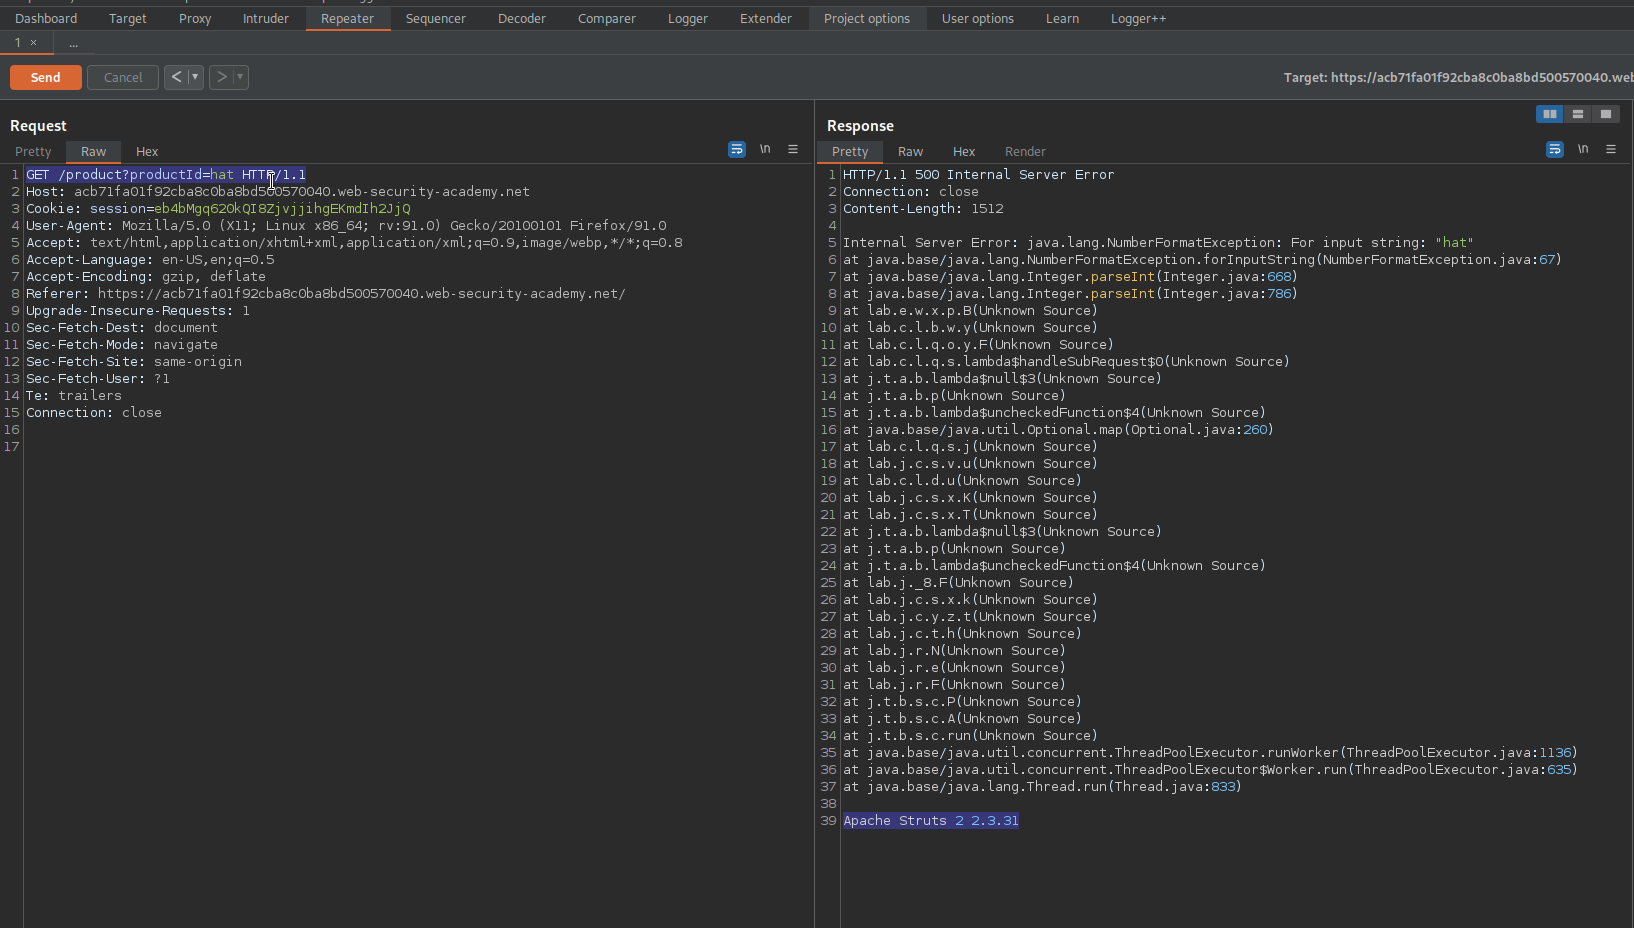 Dashboard Target Proxy Intruder Repeater Sequencer Decoder Comparer Logger Extender Project options User options Learn Logger++
1 × ...
Send Cancel < > Target: https://acb71fa01f92cba8c0ba8bd500570040.web
Request
Pretty Raw Hex \n
1 GET /product?productId=hat HTTP/1.1
2 Host: acb71fa01f92cba8c0ba8bd500570040.web-security-academy.net
3 Cookie: session=eb4bMgq620kQI8ZjvjjihgEKmdIh2JjQ
4 User-Agent: Mozilla/5.0 (X11; Linux x86_64; rv:91.0) Gecko/20100101 Firefox/91.0
5 Accept: text/html,application/xhtml+xml,application/xml;q=0.9,image/webp,*/*;q=0.8
6 Accept-Language: en-US,en;q=0.5
7 Accept-Encoding: gzip, deflate
8 Referer: https://acb71fa01f92cba8c0ba8bd500570040.web-security-academy.net/
9 Upgrade-Insecure-Requests: 1
10 Sec-Fetch-Dest: document
11 Sec-Fetch-Mode: navigate
12 Sec-Fetch-Site: same-origin
13 Sec-Fetch-User: ?1
14 Te: trailers
15 Connection: close
16
17
Response
Pretty Raw Hex Render \n
1 HTTP/1.1 500 Internal Server Error
2 Connection: close
3 Content-Length: 1512
4
5 Internal Server Error: java.lang.NumberFormatException: For input string: "hat"
6 at java.base/java.lang.NumberFormatException.forInputString(NumberFormatException.java:67)
7 at java.base/java.lang.Integer.parseInt(Integer.java:668)
8 at java.base/java.lang.Integer.parseInt(Integer.java:786)
9 at lab.e.w.x.p.B(Unknown Source)
10 at lab.c.l.b.w.y(Unknown Source)
11 at lab.c.l.q.o.y.F(Unknown Source)
12 at lab.c.l.q.s.lambda$handleSubRequest$0(Unknown Source)
13 at j.t.a.b.lambda$null$3(Unknown Source)
14 at j.t.a.b.p(Unknown Source)
15 at j.t.a.b.lambda$uncheckedFunction$4(Unknown Source)
16 at java.base/java.util.Optional.map(Optional.java:260)
17 at lab.c.l.q.s.j(Unknown Source)
18 at lab.j.c.s.v.u(Unknown Source)
19 at lab.c.l.d.u(Unknown Source)
20 at lab.j.c.s.x.K(Unknown Source)
21 at lab.j.c.s.x.T(Unknown Source)
22 at j.t.a.b.lambda$null$3(Unknown Source)
23 at j.t.a.b.p(Unknown Source)
24 at j.t.a.b.lambda$uncheckedFunction$4(Unknown Source)
25 at lab.j._8.F(Unknown Source)
26 at lab.j.c.s.x.k(Unknown Source)
27 at lab.j.c.y.z.t(Unknown Source)
28 at lab.j.c.t.h(Unknown Source)
29 at lab.j.r.N(Unknown Source)
30 at lab.j.r.e(Unknown Source)
31 at lab.j.r.F(Unknown Source)
32 at j.t.b.s.c.P(Unknown Source)
33 at j.t.b.s.c.A(Unknown Source)
34 at j.t.b.s.c.run(Unknown Source)
35 at java.base/java.util.concurrent.ThreadPoolExecutor.runWorker(ThreadPoolExecutor.java:1136)
36 at java.base/java.util.concurrent.ThreadPoolExecutor$Worker.run(ThreadPoolExecutor.java:635)
37 at java.base/java.lang.Thread.run(Thread.java:833)
38
39 Apache Struts 2 2.3.31